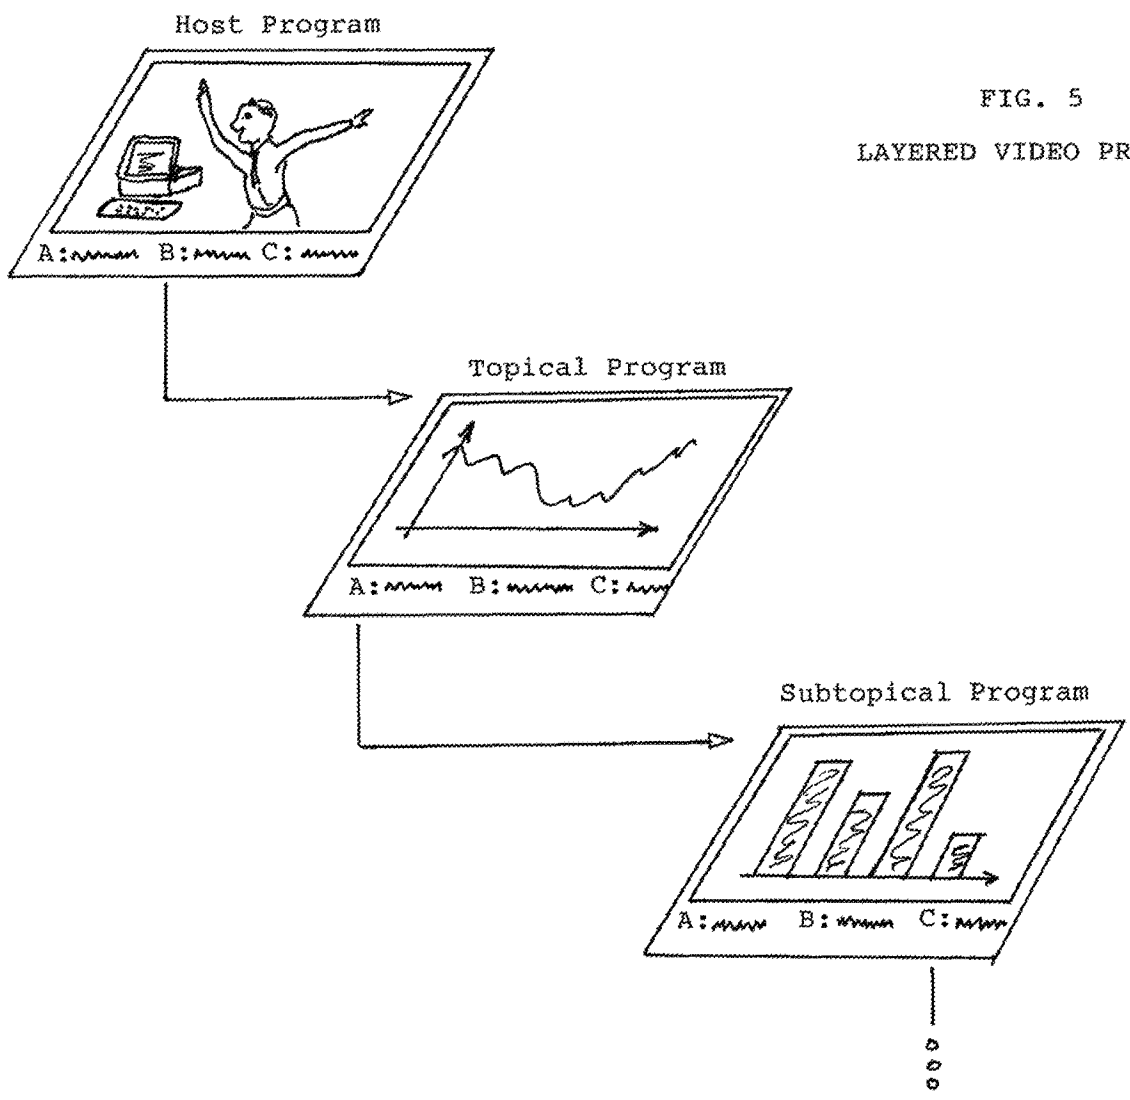 Host Program
FIG. 5
LAYERED VIDEO PR
A: B: C:
Topical Program
A: B: C:
Subtopical Program
A: B: C: